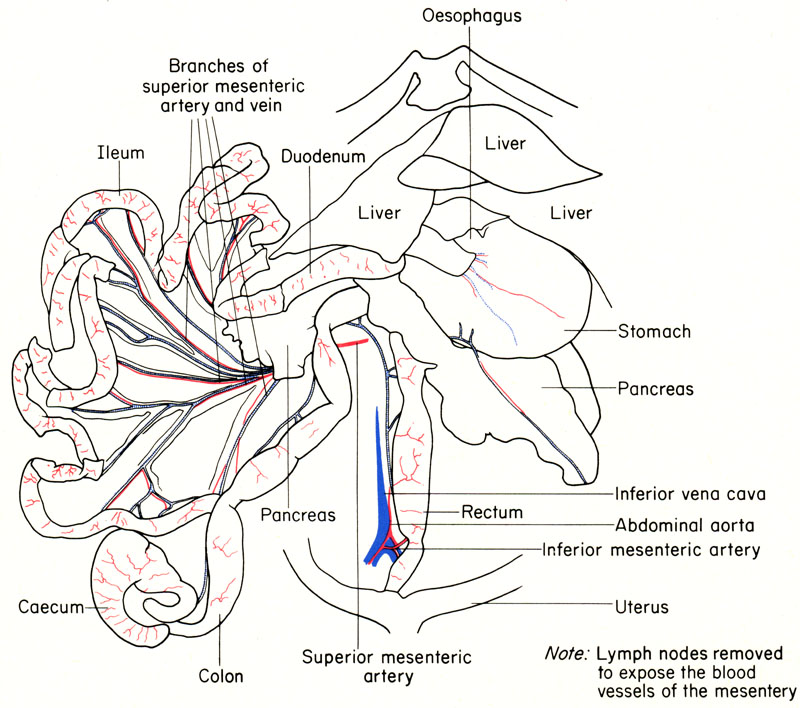 Oesophagus
Branches of
superior mesenteric
artery and vein
Liver
Ileum
Duodenum
Liver
Liver
Stomach
Pancreas
Inferior vena cava
Pancreas
Rectum
Abdominal aorta
Inferior mesenteric artery
Caecum
Uterus
Superior mesenteric
artery
Colon
Note: Lymph nodes removed
to expose the blood
vessels of the mesentery